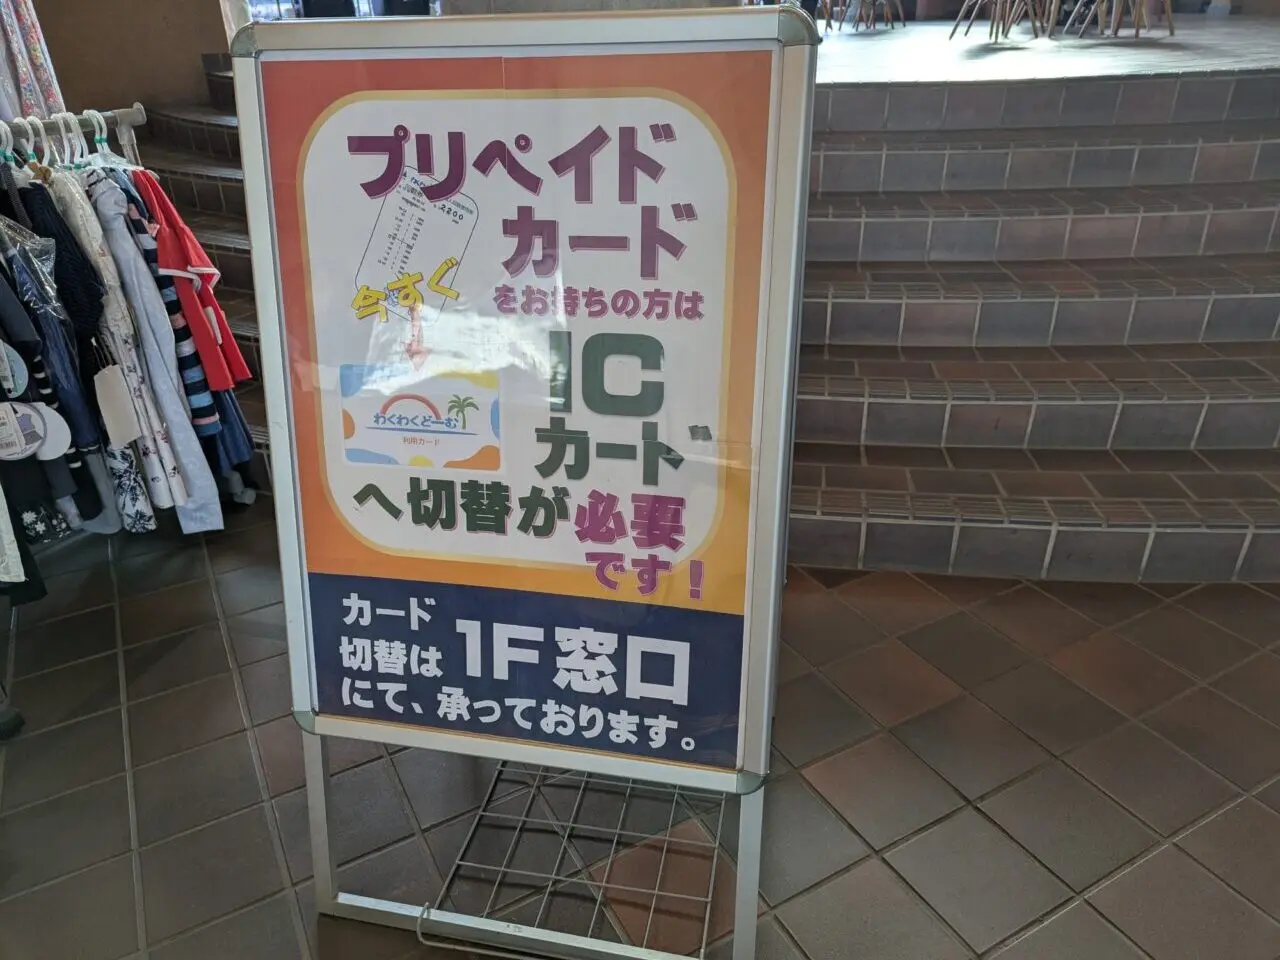 プリペイド
カード
をお持ちの方は
2200
今すぐ
IC
カード
わくわくどーむ
利用カード
へ切替が必要
です！
カード
切替は 1F 窓口
にて、承っております。